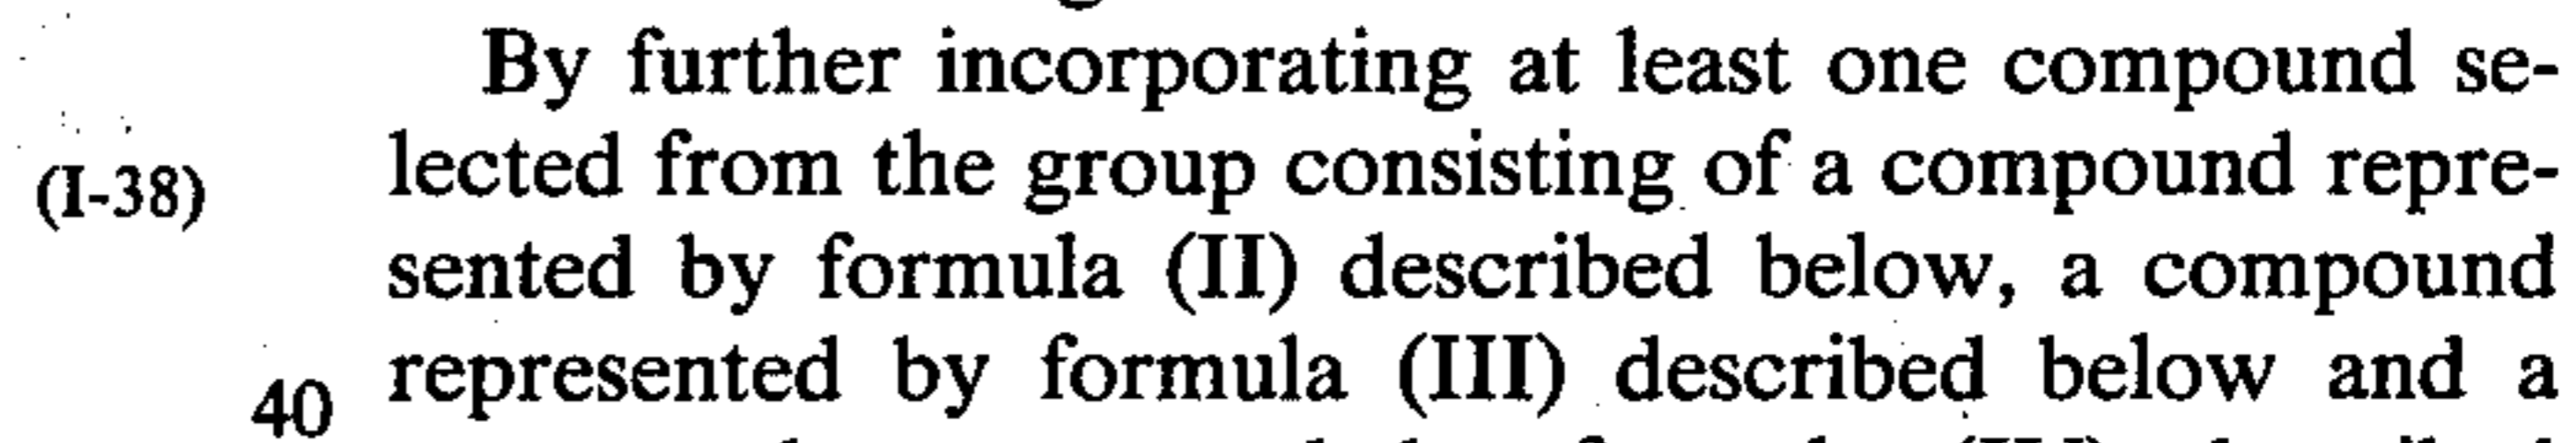 By further incorporating at least one compound se-
(I-38) lected from the group consisting of a compound repre-
sented by formula (II) described below, a compound
40 represented by formula (III) described below and a